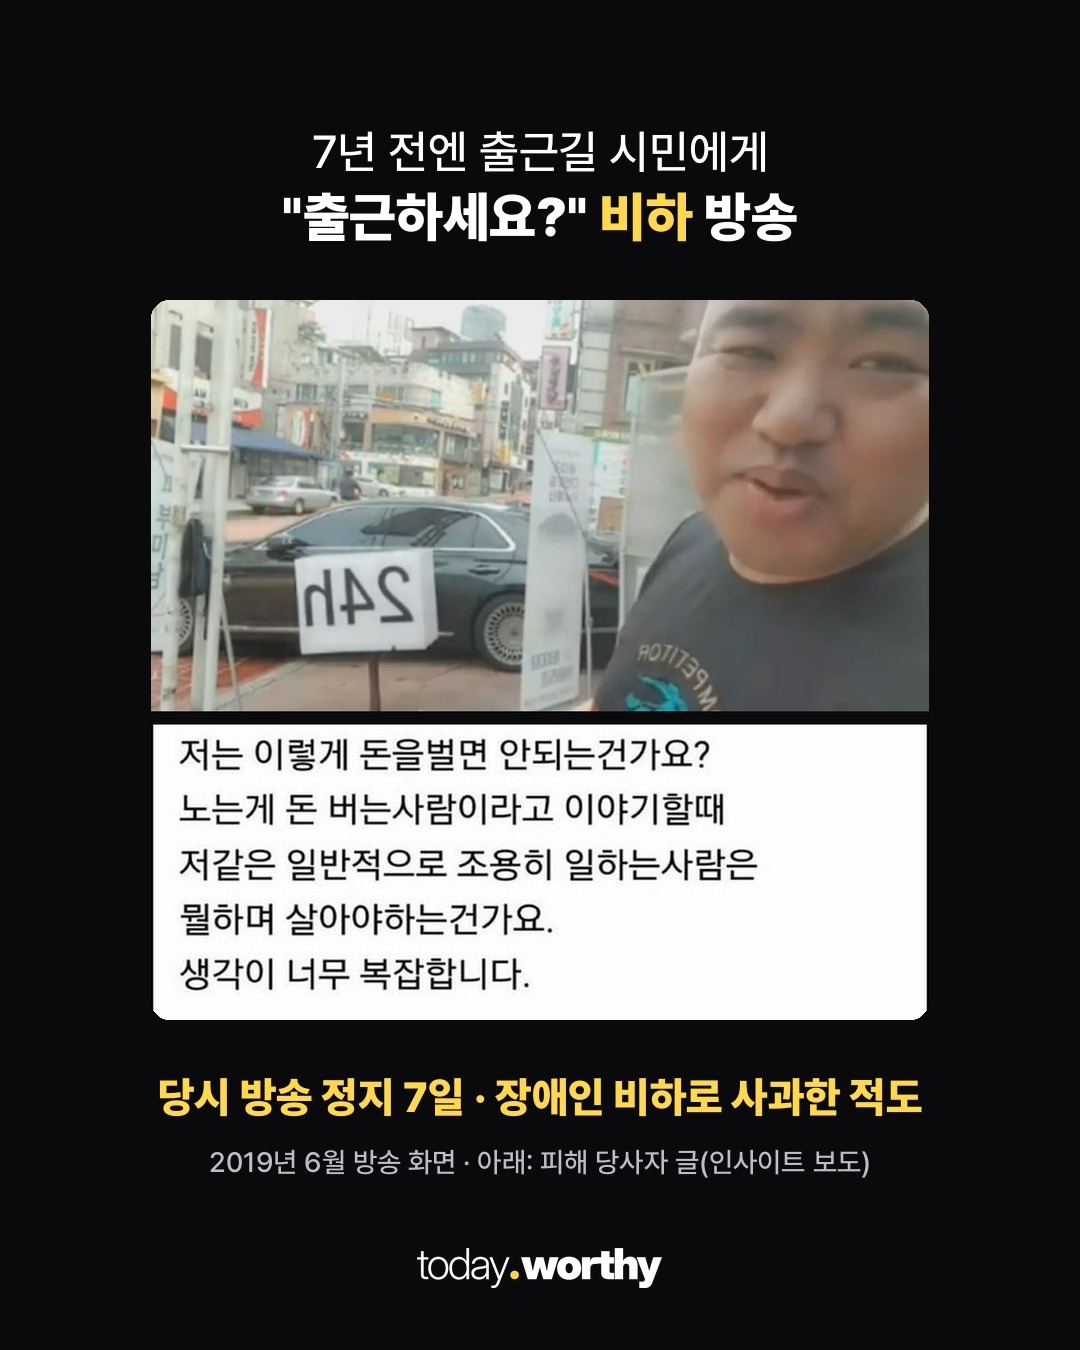 7년 전엔 출근길 시민에게
"출근하세요?" 비하 방송
24h
COMPETITOR
저는 이렇게 돈을벌면 안되는건가요?
노는게 돈 버는사람이라고 이야기할때
저같은 일반적으로 조용히 일하는사람은
뭘하며 살아야하는건가요.
생각이 너무 복잡합니다.
당시 방송 정지 7일 · 장애인 비하로 사과한 적도
2019년 6월 방송 화면 · 아래: 피해 당사자 글(인사이트 보도)
today.worthy